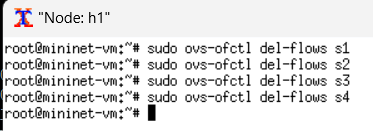 "Node: h1"
root@mininet-vm:~# sudo ovs-ofctl del-flows s1
root@mininet-vm:~# sudo ovs-ofctl del-flows s2
root@mininet-vm:~# sudo ovs-ofctl del-flows s3
root@mininet-vm:~# sudo ovs-ofctl del-flows s4
root@mininet-vm:~#